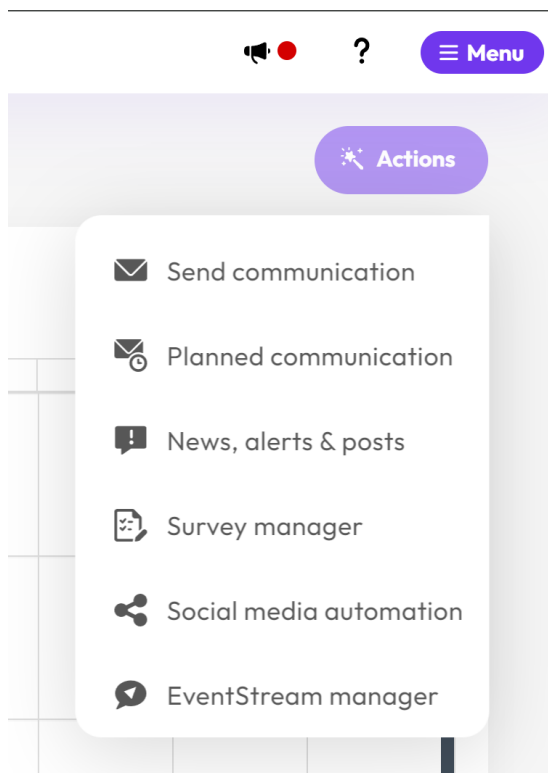 ?
Menu
Actions
Send communication
Planned communication
News, alerts & posts
Survey manager
Social media automation
EventStream manager